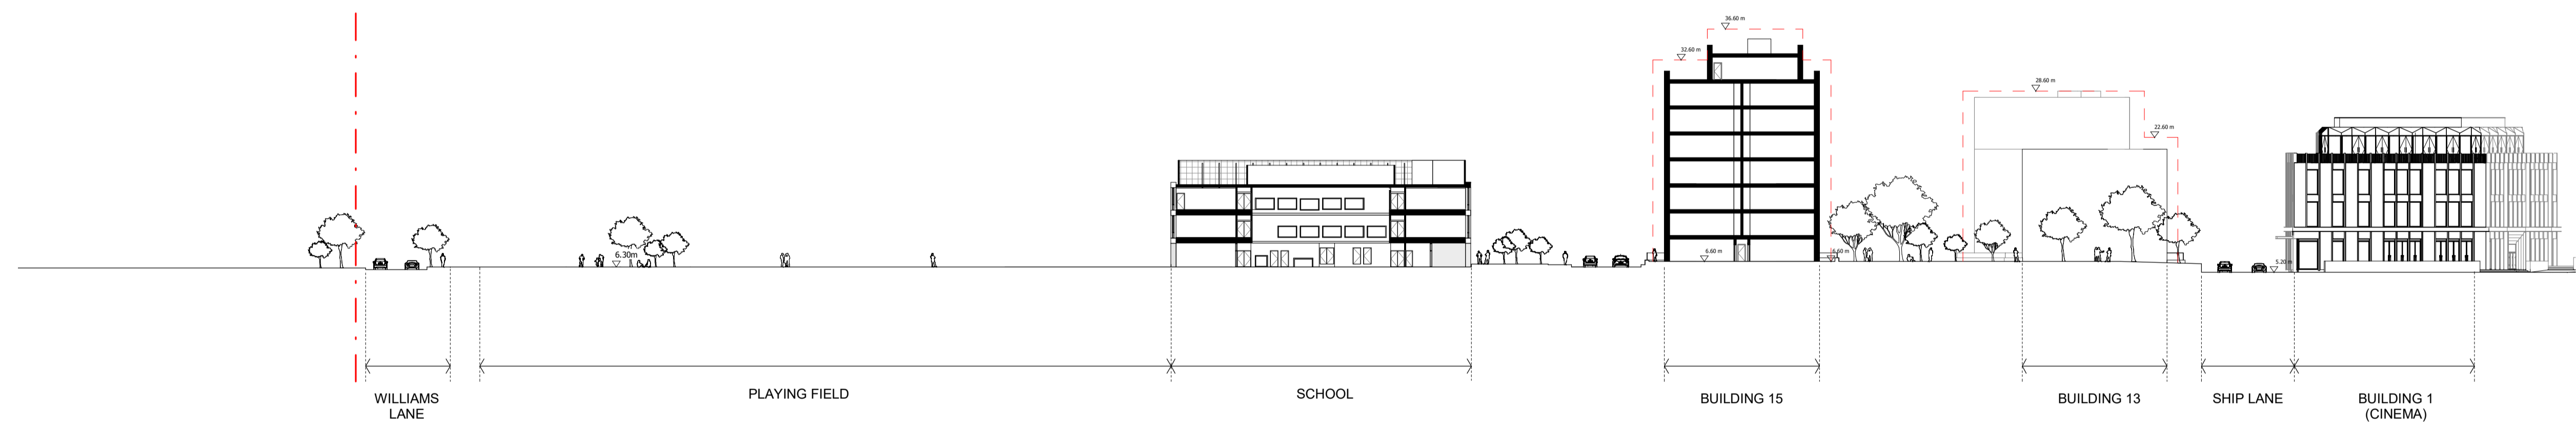 36.60 m
32.60 m
28.60 m
22.60 m
6.30m
6.60 m
6.60 m
5.20 m
WILLIAMS
LANE
PLAYING FIELD
SCHOOL
BUILDING 15
BUILDING 13
SHIP LANE
BUILDING 1
(CINEMA)